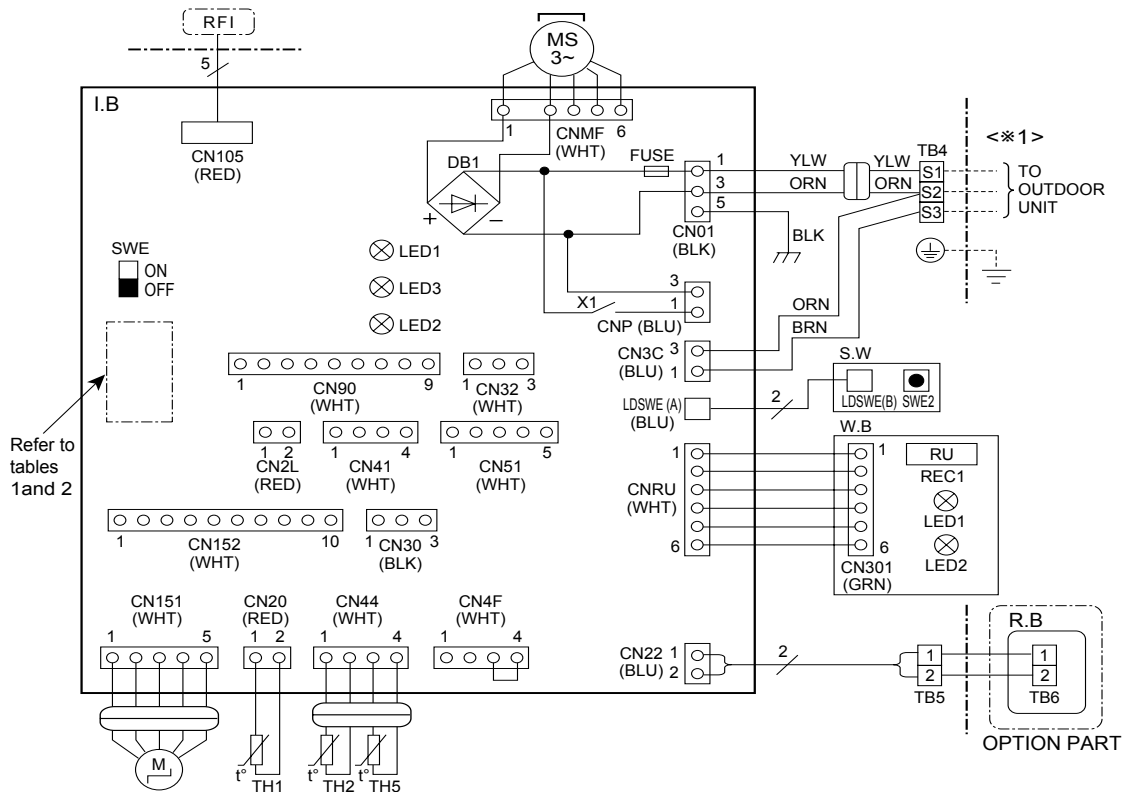 RFI
5
MS
3~
I.B
CN105
(RED)
1
CNMF
(WHT)
6
DB1
+
−
FUSE
1
3
5
CN01
(BLK)
YLW
YLW
ORN
ORN
BLK
TB4
S1
S2
S3
<※1>
TO
OUTDOOR
UNIT
SWE
ON
OFF
LED1
LED3
LED2
X1
3
1
CNP (BLU)
ORN
BRN
CN3C
(BLU)
3
1
S.W
LDSWE(B)
SWE2
LDSWE (A)
(BLU)
2
1
CN90
(WHT)
9
1
CN32
(WHT)
3
Refer to
tables
1and 2
1 2
CN2L
(RED)
1
CN41
(WHT)
4
1
CN51
(WHT)
5
W.B
1
CNRU
(WHT)
6
1
6
CN301
(GRN)
RU
REC1
LED1
LED2
1
CN152
(WHT)
10
1
CN30
(BLK)
3
CN151
(WHT)
1
5
CN20
(RED)
1 2
CN44
(WHT)
1
4
CN4F
(WHT)
1
4
CN22
(BLU)
1
2
2
1
2
TB5
R.B
1
2
TB6
OPTION PART
M
t°
TH1
t°
TH2
t°
TH5